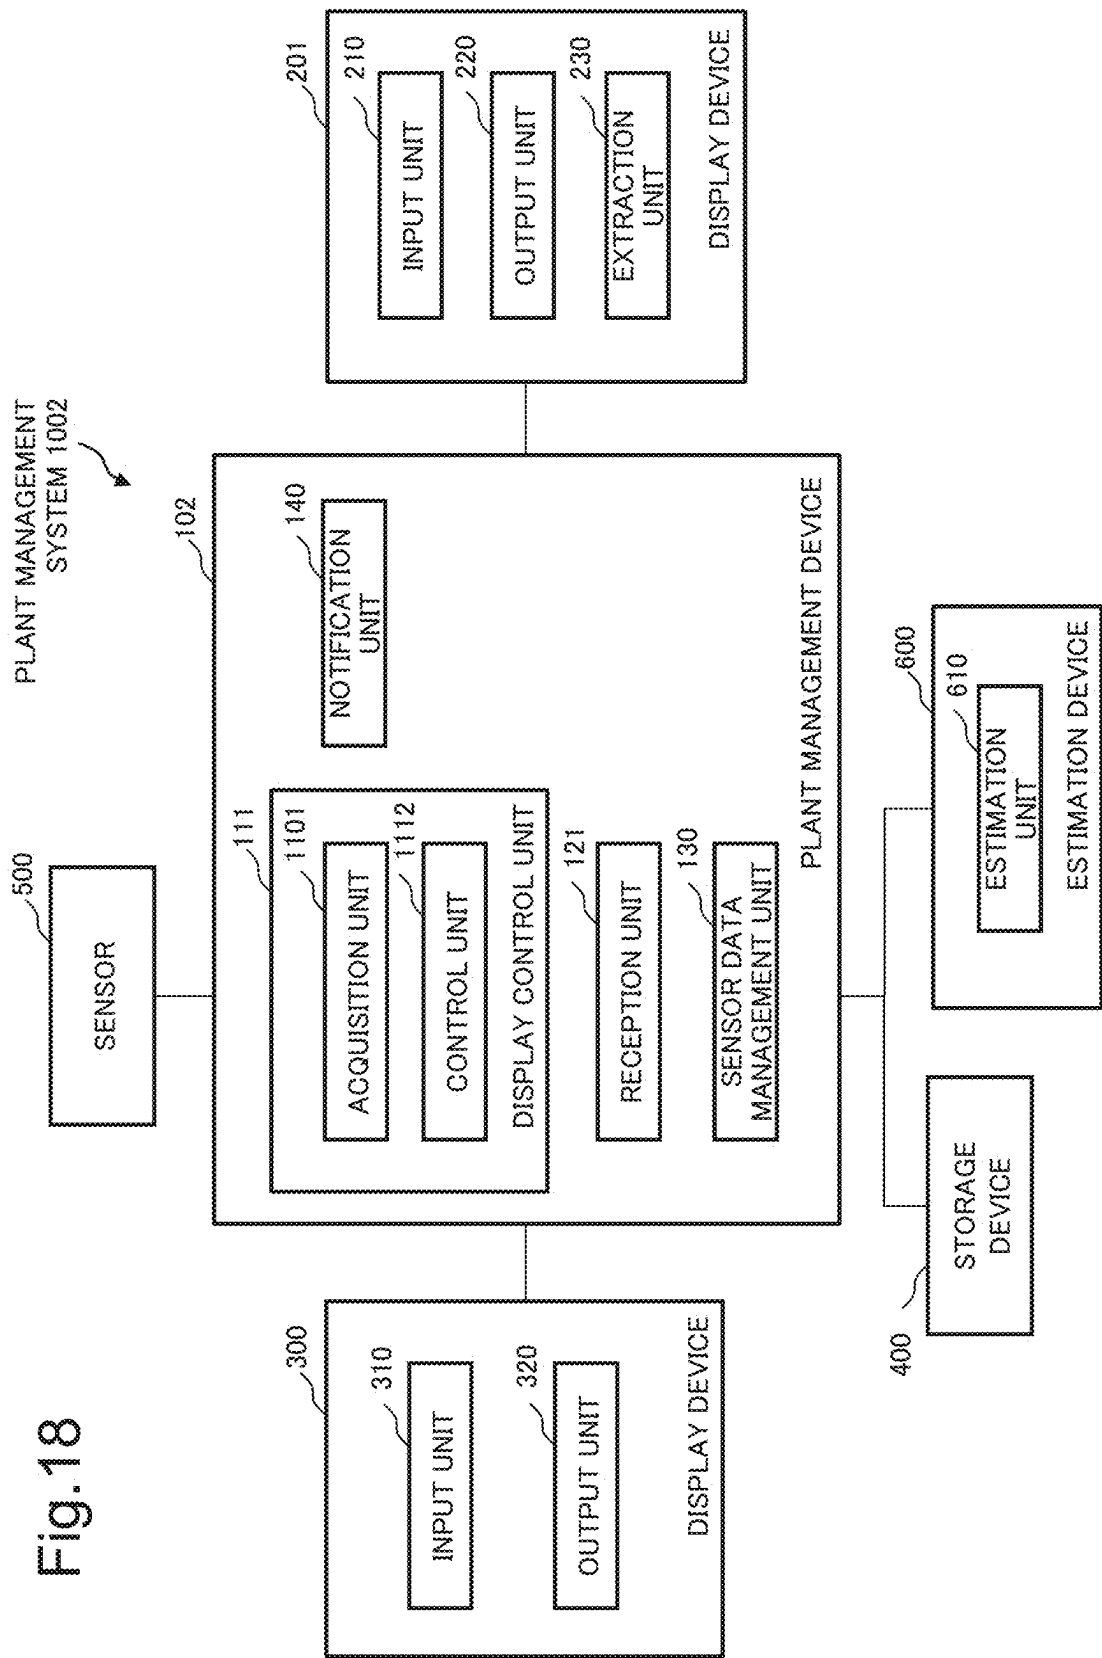 Fig.18
PLANT MANAGEMENT
SYSTEM 1002
500
SENSOR
300
310
INPUT UNIT
320
OUTPUT UNIT
DISPLAY DEVICE
102
111
1101
ACQUISITION UNIT
1112
CONTROL UNIT
DISPLAY CONTROL UNIT
140
NOTIFICATION
UNIT
121
RECEPTION UNIT
130
SENSOR DATA
MANAGEMENT UNIT
PLANT MANAGEMENT DEVICE
201
210
INPUT UNIT
220
OUTPUT UNIT
230
EXTRACTION
UNIT
DISPLAY DEVICE
400
STORAGE
DEVICE
600
610
ESTIMATION
UNIT
ESTIMATION DEVICE